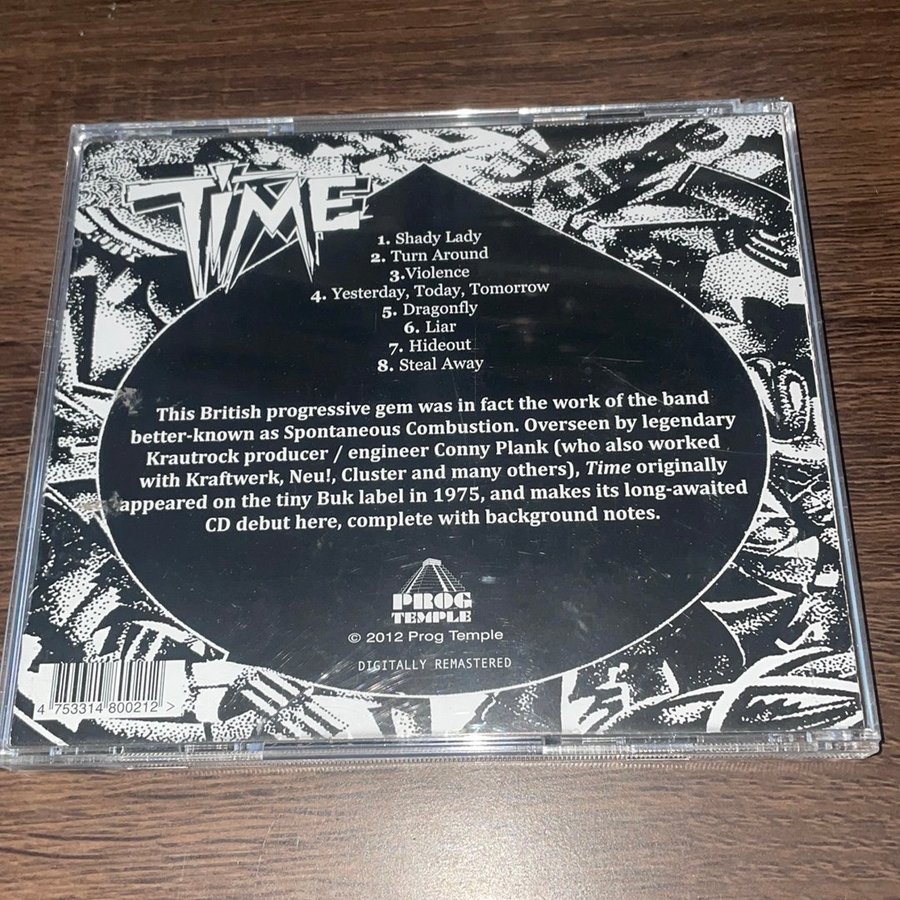 TIME
1. Shady Lady
2. Turn Around
3.Violence
4. Yesterday, Today, Tomorrow
5. Dragonfly
6. Liar
7. Hideout
8. Steal Away
This British progressive gem was in fact the work of the band
better-known as Spontaneous Combustion. Overseen by legendary
Krautrock producer / engineer Conny Plank (who also worked
with Kraftwerk, Neu!, Cluster and many others), Time originally
appeared on the tiny Buk label in 1975, and makes its long-awaited
CD debut here, complete with background notes.
PROG
TEMPLE
© 2012 Prog Temple
DIGITALLY REMASTERED
4 753314 800212 >